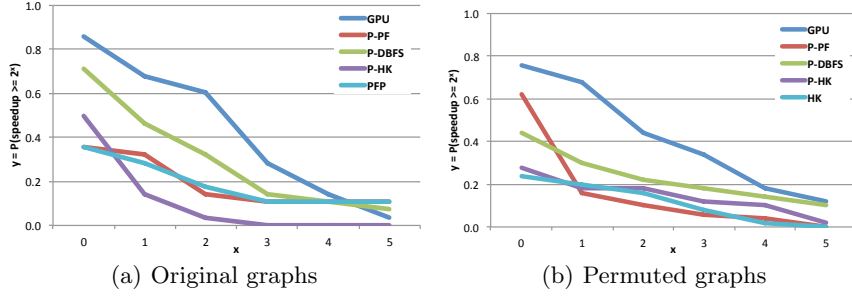 1.0
0.8
0.6
0.4
0.2
0.0
y = P(speedup >= 2ˣ)
0 1 2 3 4 5
x
GPU
P-PF
P-DBFS
P-HK
PFP
(a) Original graphs
1.0
0.8
0.6
0.4
0.2
0.0
y = P(speedup >= 2ˣ)
0 1 2 3 4 5
x
GPU
P-PF
P-DBFS
P-HK
HK
(b) Permuted graphs